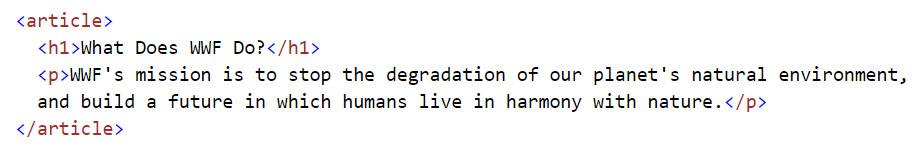 <article>
<h1>What Does WWF Do?</h1>
<p>WWF's mission is to stop the degradation of our planet's natural environment,
and build a future in which humans live in harmony with nature.</p>
</article>